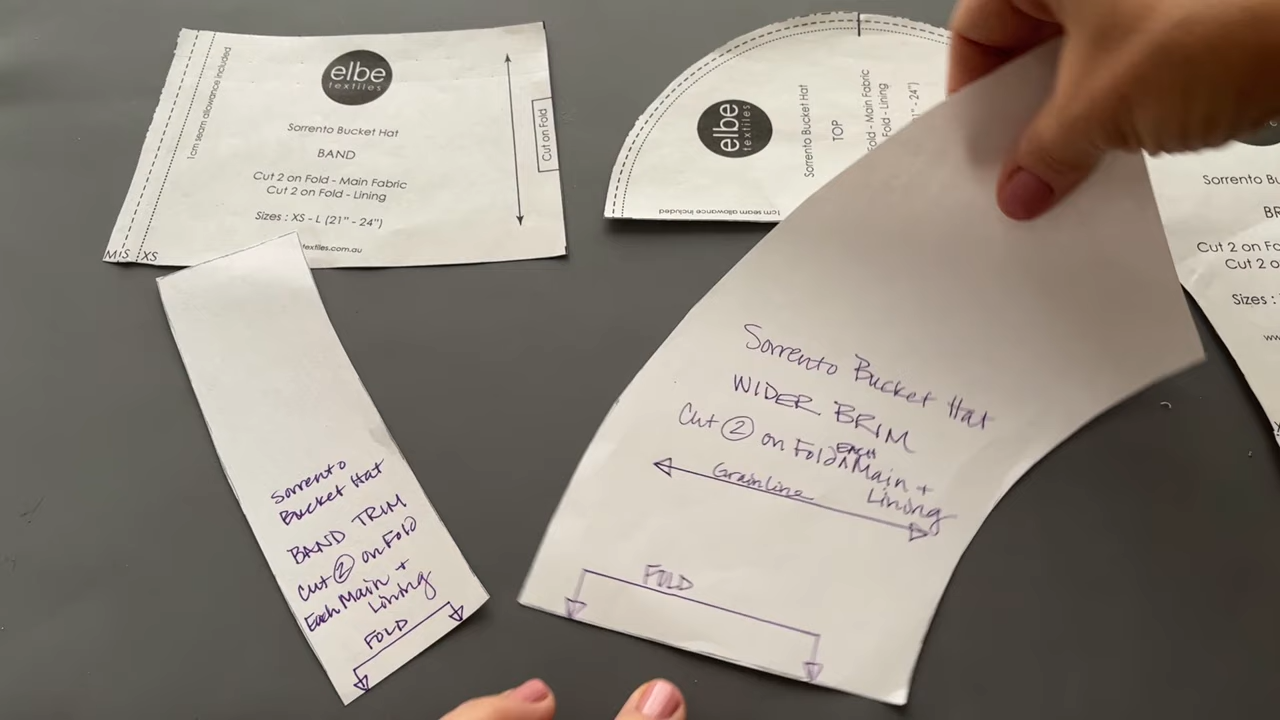 elbe
textiles
1cm seam allowance included
Sorrento Bucket Hat
BAND
Cut 2 on Fold - Main Fabric
Cut 2 on Fold - Lining
Sizes : XS - L (21" - 24")
textiles.com.au
M S XS
Cut on Fold
elbe
textiles
Sorrento Bucket Hat
TOP
Fold - Main Fabric
Fold - Lining
" - 24")
1cm seam allowance included
Sorrento Bu
BR
Cut 2 on Fo
Cut 2 o
Sizes :
ww
Sorrento
Bucket Hat
BAND TRIM
Cut 2 on Fold
Each Main +
Lining
FOLD
Sorrento Bucket Hat
WIDER BRIM
Cut 2 on Fold EACH Main +
Lining
Grainline
FOLD